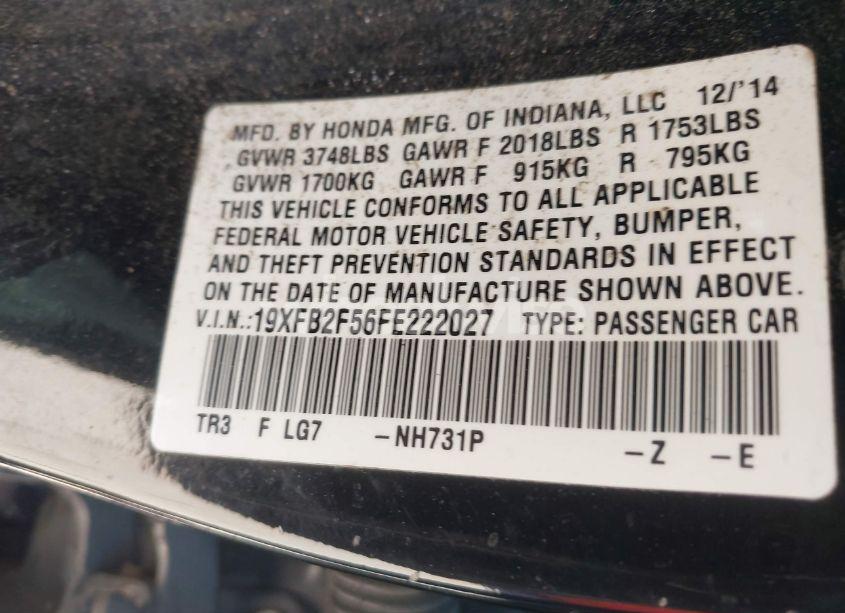 MFD. BY HONDA MFG. OF INDIANA, LLC 12/'14
GVWR 3748LBS GAWR F 2018LBS R 1753LBS
GVWR 1700KG GAWR F 915KG R 795KG
THIS VEHICLE CONFORMS TO ALL APPLICABLE
FEDERAL MOTOR VEHICLE SAFETY, BUMPER,
AND THEFT PREVENTION STANDARDS IN EFFECT
ON THE DATE OF MANUFACTURE SHOWN ABOVE.
V.I.N.:19XFB2F56FE222027 TYPE: PASSENGER CAR
TR3 F LG7 -NH731P -Z -E